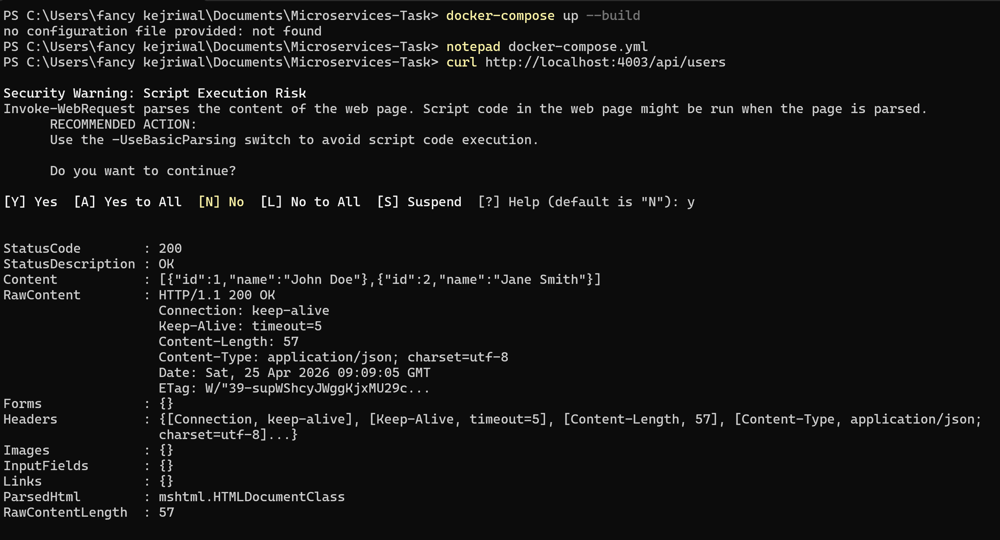 PS C:\Users\fancy kejriwal\Documents\Microservices-Task> docker-compose up --build
no configuration file provided: not found
PS C:\Users\fancy kejriwal\Documents\Microservices-Task> notepad docker-compose.yml
PS C:\Users\fancy kejriwal\Documents\Microservices-Task> curl http://localhost:4003/api/users
Security Warning: Script Execution Risk
Invoke-WebRequest parses the content of the web page. Script code in the web page might be run when the page is parsed.
RECOMMENDED ACTION:
Use the -UseBasicParsing switch to avoid script code execution.
Do you want to continue?
[Y] Yes  [A] Yes to All  [N] No  [L] No to All  [S] Suspend  [?] Help (default is "N"): y
StatusCode        : 200
StatusDescription : OK
Content           : [{"id":1,"name":"John Doe"},{"id":2,"name":"Jane Smith"}]
RawContent        : HTTP/1.1 200 OK
Connection: keep-alive
Keep-Alive: timeout=5
Content-Length: 57
Content-Type: application/json; charset=utf-8
Date: Sat, 25 Apr 2026 09:09:05 GMT
ETag: W/"39-supWShcyJWggKjxMU29c...
Forms             : {}
Headers           : {[Connection, keep-alive], [Keep-Alive, timeout=5], [Content-Length, 57], [Content-Type, application/json;
charset=utf-8]...}
Images            : {}
InputFields       : {}
Links             : {}
ParsedHtml        : mshtml.HTMLDocumentClass
RawContentLength  : 57